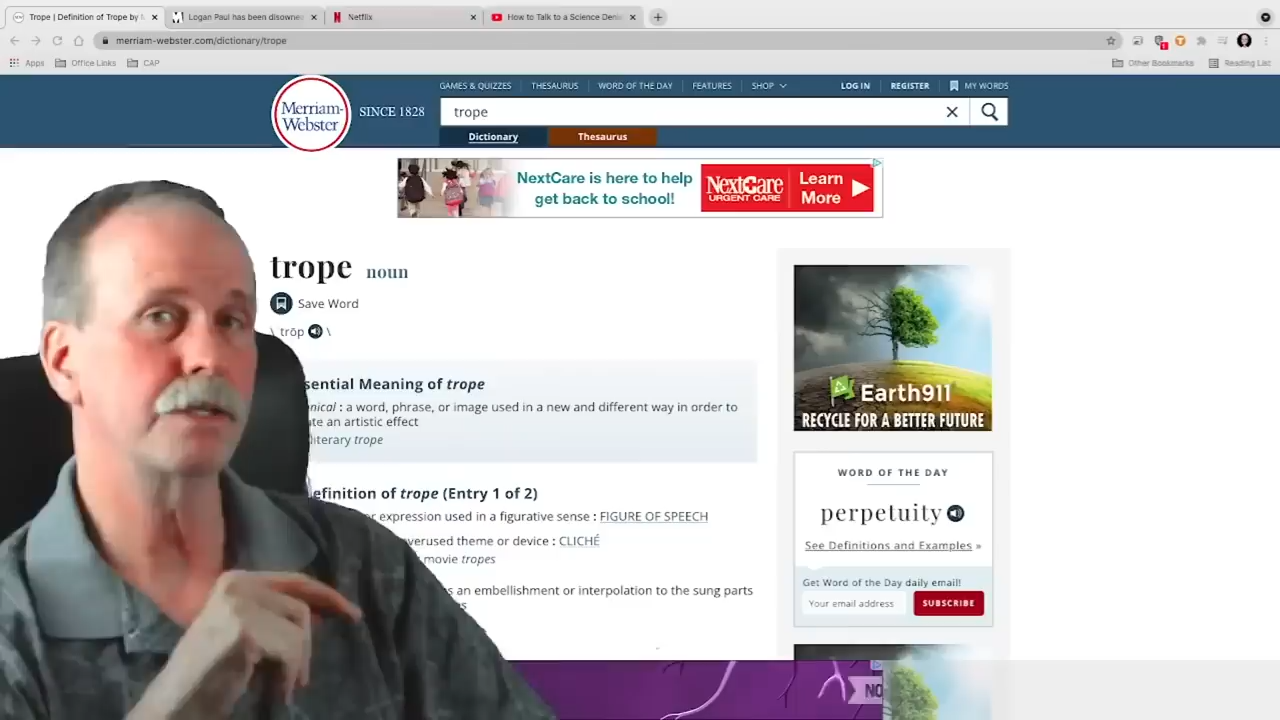 Trope | Definition of Trope by M
Logan Paul has been disowne
Netflix
How to Talk to a Science Deni
merriam-webster.com/dictionary/trope
Apps Office Links CAP Other Bookmarks Reading List
GAMES & QUIZZES THESAURUS WORD OF THE DAY FEATURES SHOP LOG IN REGISTER MY WORDS
Merriam-
Webster
SINCE 1828
trope
Dictionary Thesaurus
NextCare is here to help
get back to school!
NextCare
URGENT CARE
Learn
More
trope noun
Save Word
\ trōp \
sential Meaning of trope
nical : a word, phrase, or image used in a new and different way in order to
te an artistic effect
literary trope
efinition of trope (Entry 1 of 2)
or expression used in a figurative sense : FIGURE OF SPEECH
verused theme or device : CLICHÉ
movie tropes
s an embellishment or interpolation to the sung parts
Earth911
RECYCLE FOR A BETTER FUTURE
WORD OF THE DAY
perpetuity
See Definitions and Examples »
Get Word of the Day daily email!
Your email address SUBSCRIBE
NO